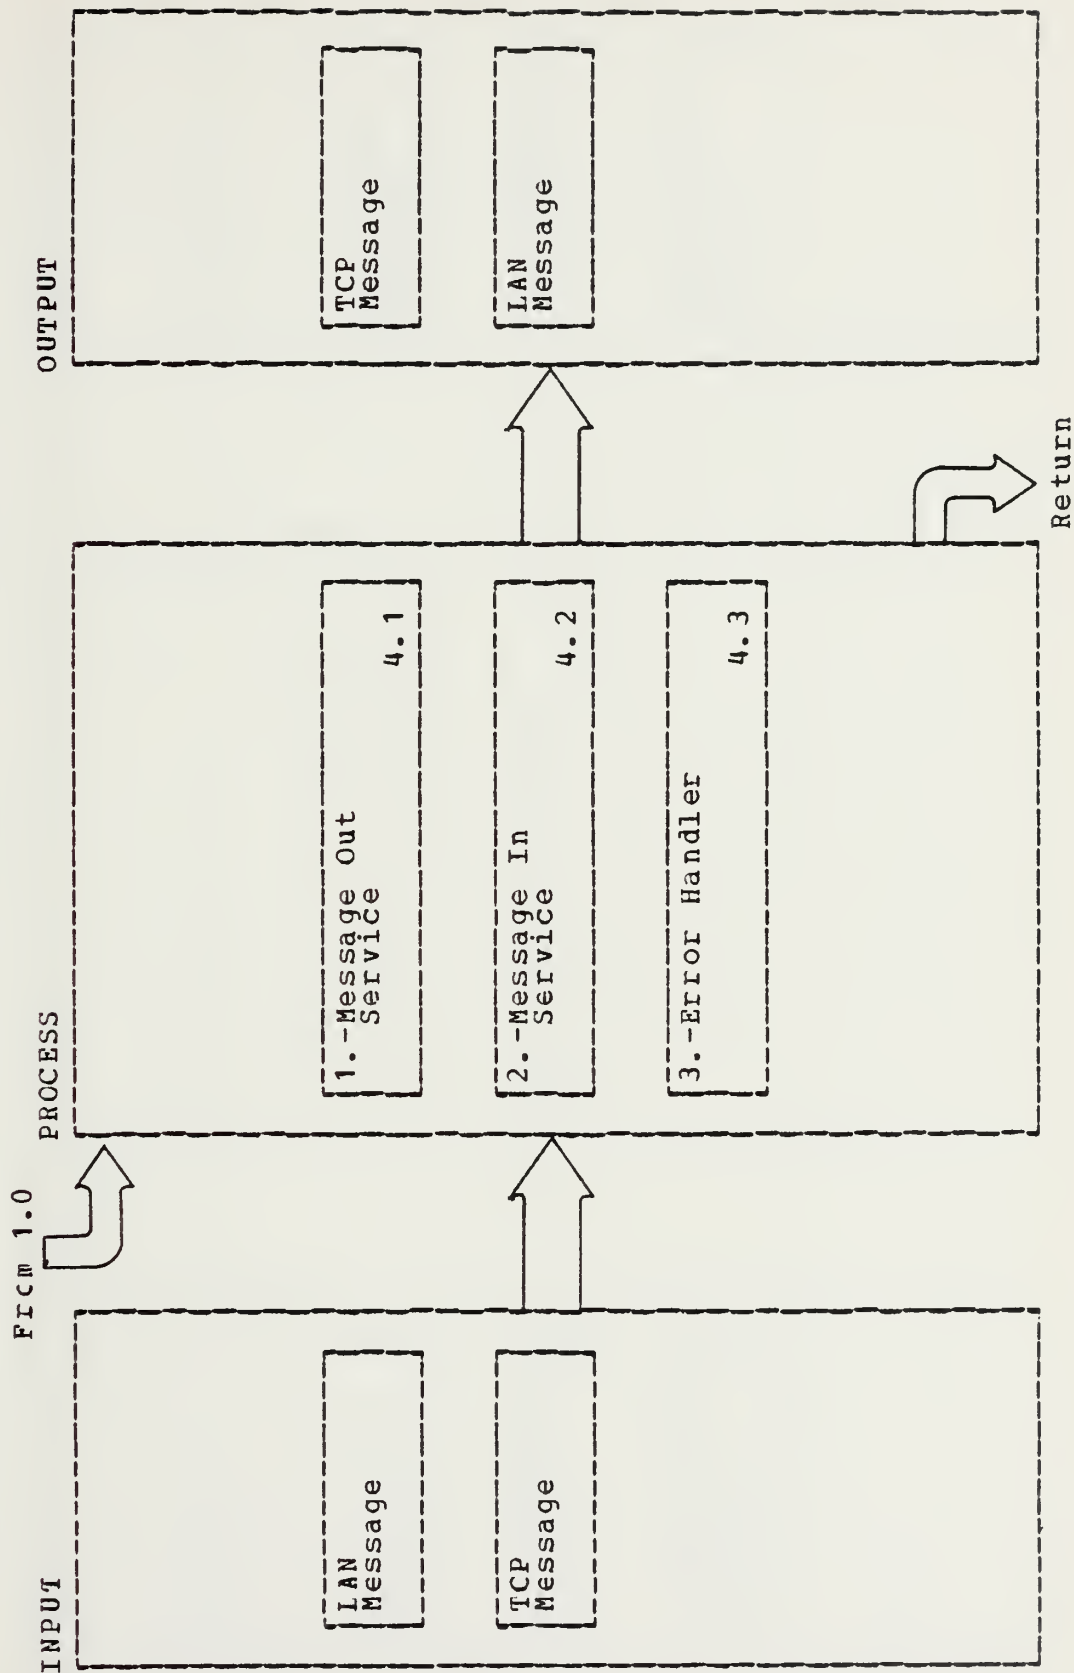 INPUT
LAN
Message
TCP
Message
Frcm 1.0
PROCESS
1.-Message Out
Service
4.1
2.-Message In
Service
4.2
3.-Error Handler
4.3
OUTPUT
TCP
Message
LAN
Message
Return